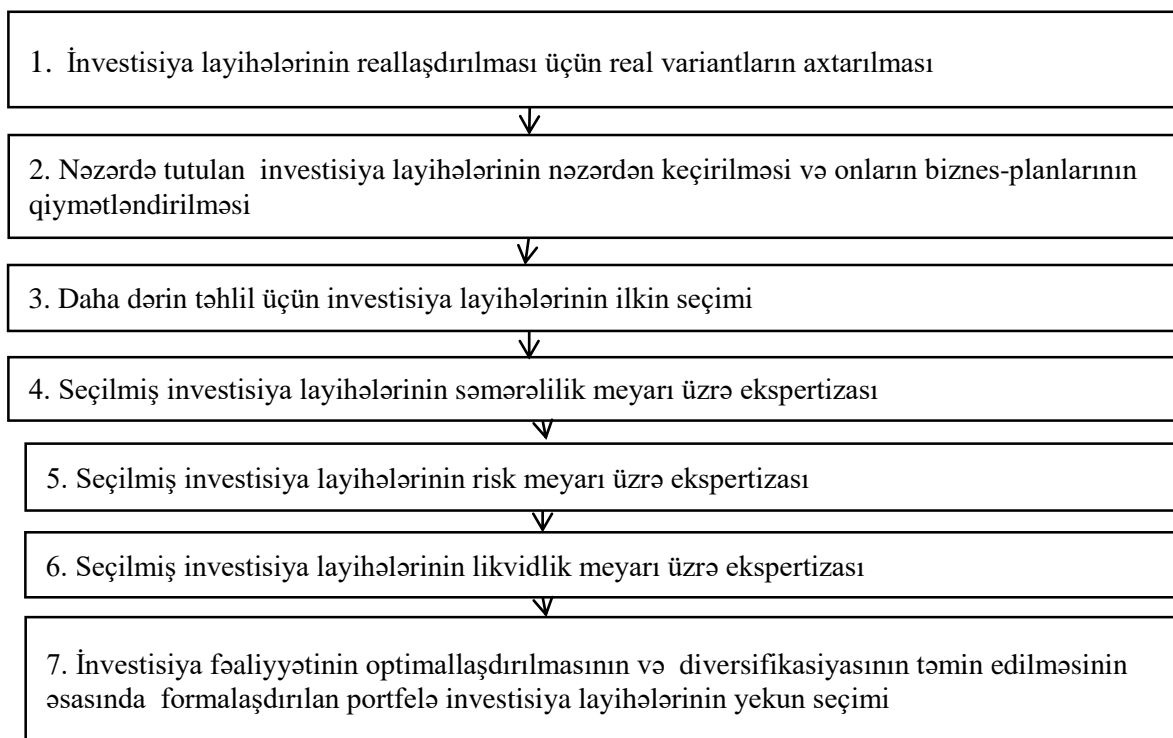 1. İnvestisiya layihələrinin reallaşdırılması üçün real variantların axtarılması
2. Nəzərdə tutulan investisiya layihələrinin nəzərdən keçirilməsi və onların biznes-planlarının
qiymətləndirilməsi
3. Daha dərin təhlil üçün investisiya layihələrinin ilkin seçimi
4. Seçilmiş investisiya layihələrinin səmərəlilik meyarı üzrə ekspertizası
5. Seçilmiş investisiya layihələrinin risk meyarı üzrə ekspertizası
6. Seçilmiş investisiya layihələrinin likvidlik meyarı üzrə ekspertizası
7. İnvestisiya fəaliyyətinin optimallaşdırılmasının və diversifikasiyasının təmin edilməsinin
əsasında formalaşdırılan portfelə investisiya layihələrinin yekun seçimi